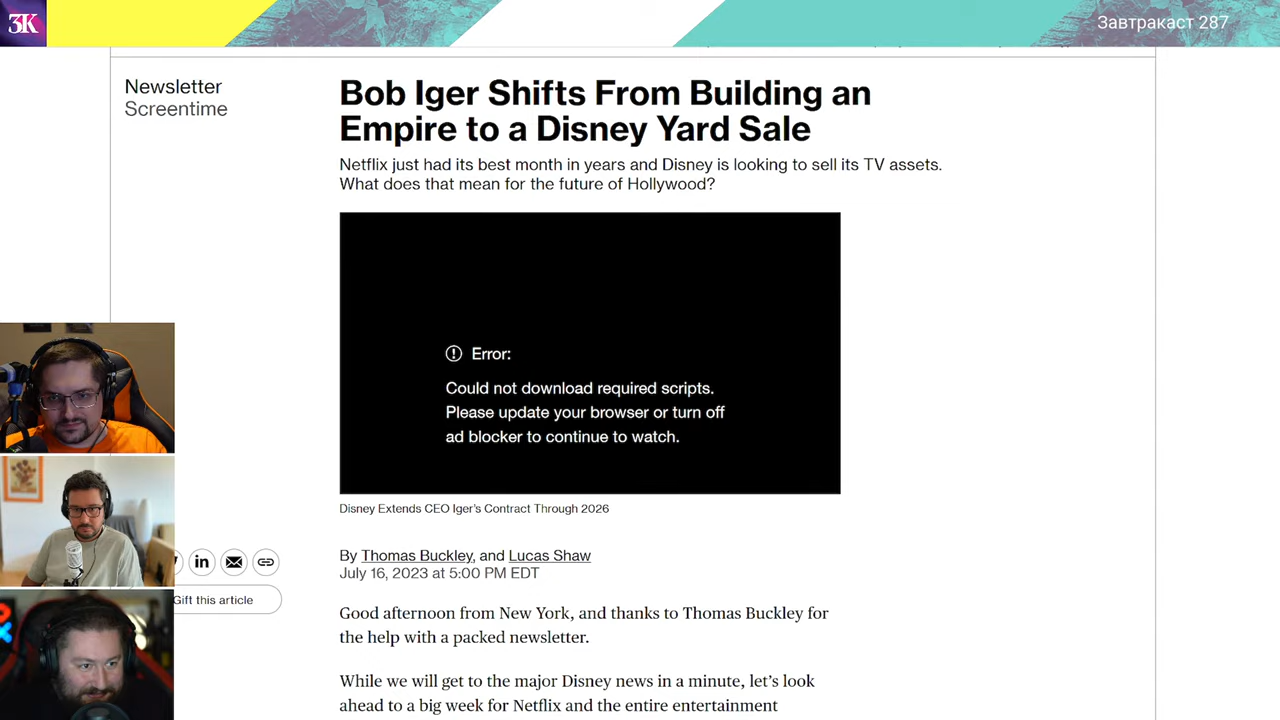 ЗК
Завтракаст 287
Newsletter
Screentime
Bob Iger Shifts From Building an
Empire to a Disney Yard Sale
Netflix just had its best month in years and Disney is looking to sell its TV assets.
What does that mean for the future of Hollywood?
Error:
Could not download required scripts.
Please update your browser or turn off
ad blocker to continue to watch.
Disney Extends CEO Iger's Contract Through 2026
By Thomas Buckley, and Lucas Shaw
July 16, 2023 at 5:00 PM EDT
in
Gift this article
Good afternoon from New York, and thanks to Thomas Buckley for
the help with a packed newsletter.
While we will get to the major Disney news in a minute, let's look
ahead to a big week for Netflix and the entire entertainment